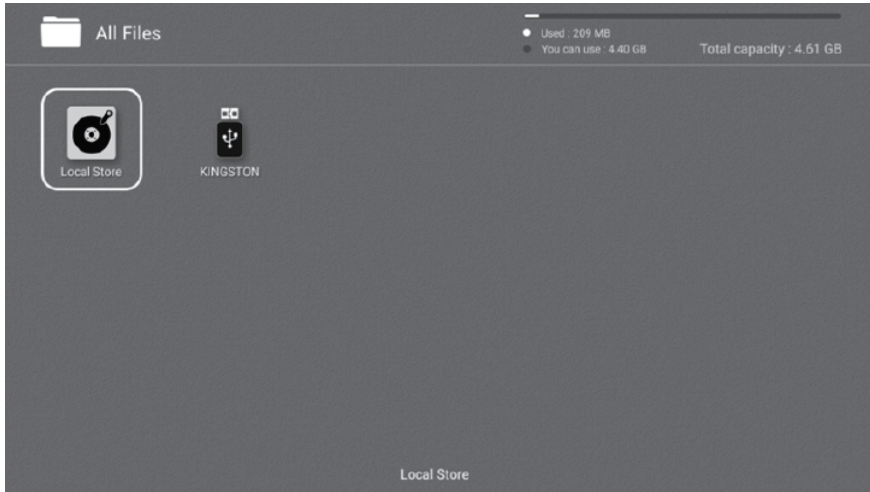 All Files
Used : 209 MB
You can use : 4.40 GB
Total capacity : 4.61 GB
Local Store
KINGSTON
Local Store